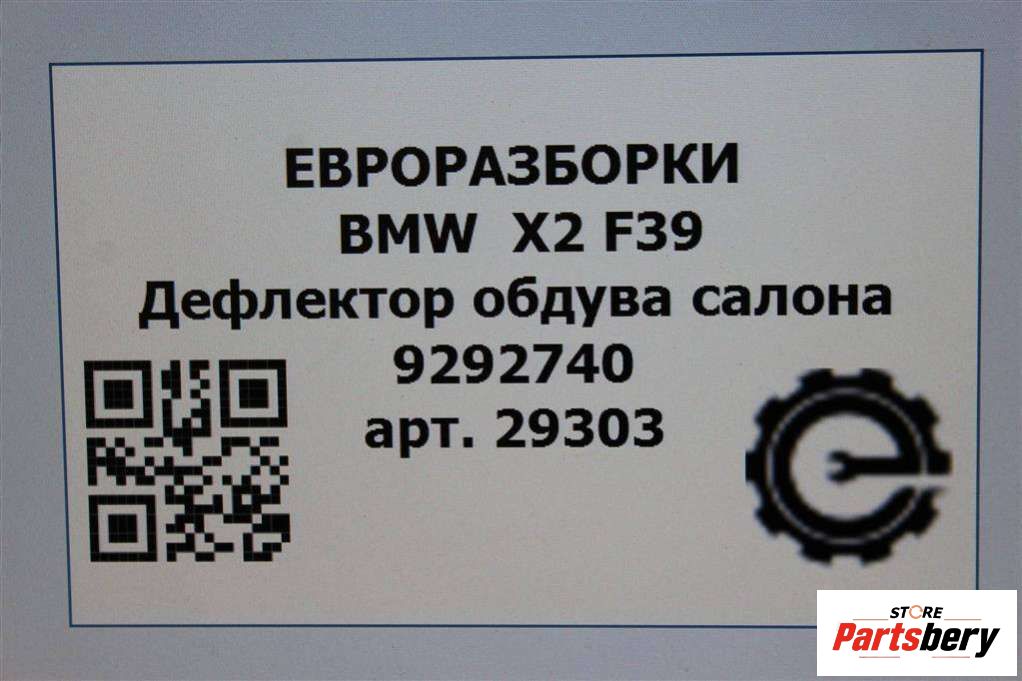 ЕВРОРАЗБОРКИ
BMW X2 F39
Дефлектор обдува салона
9292740
арт. 29303
STORE
Partsbery